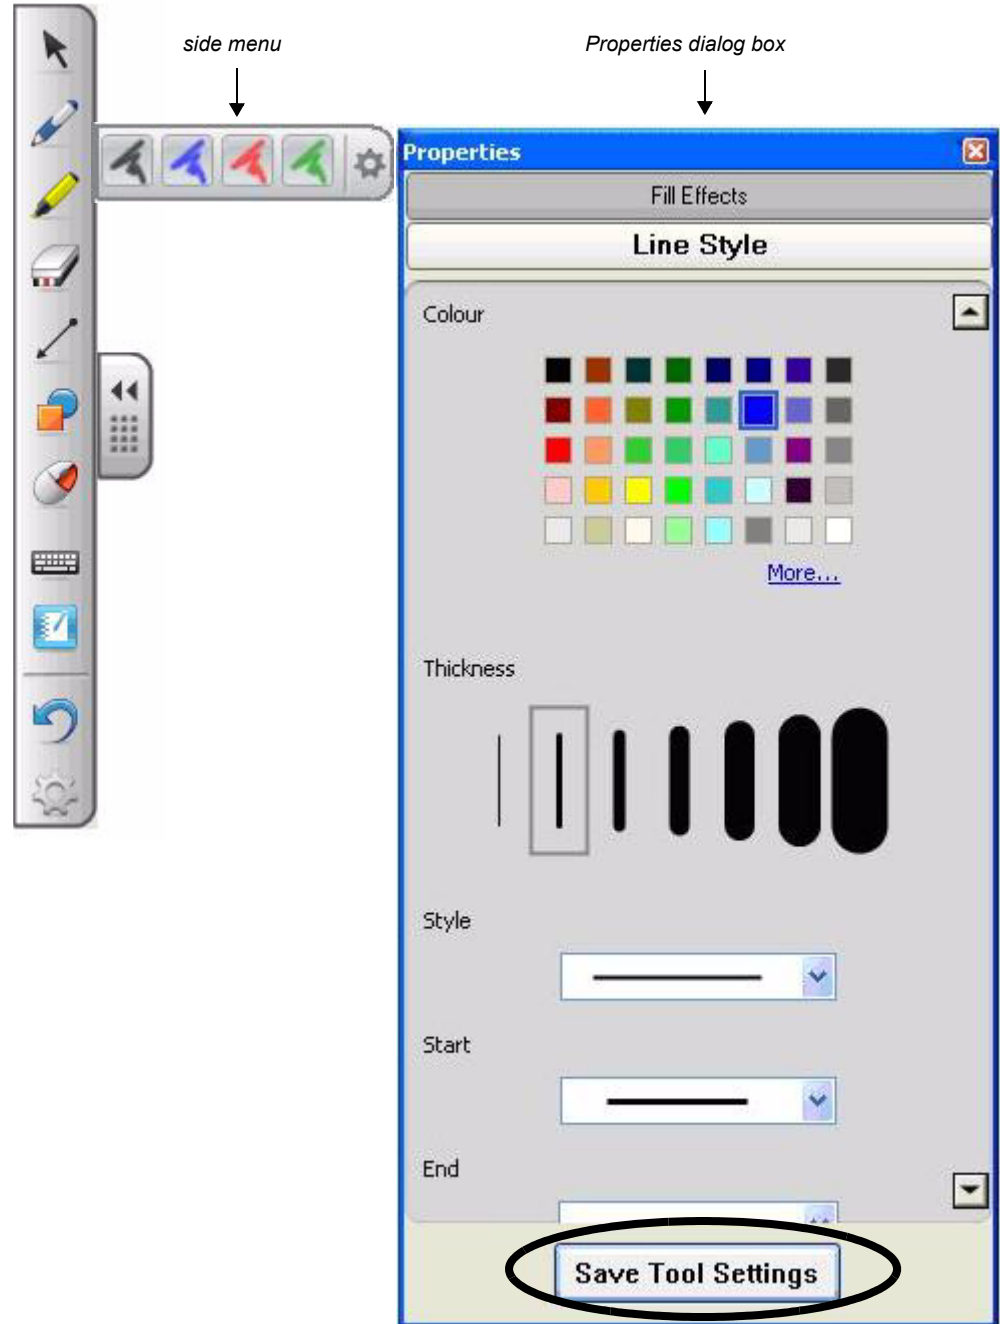 side menu
Properties dialog box
Properties
Fill Effects
Line Style
Colour
More...
Thickness
Style
Start
End
Save Tool Settings